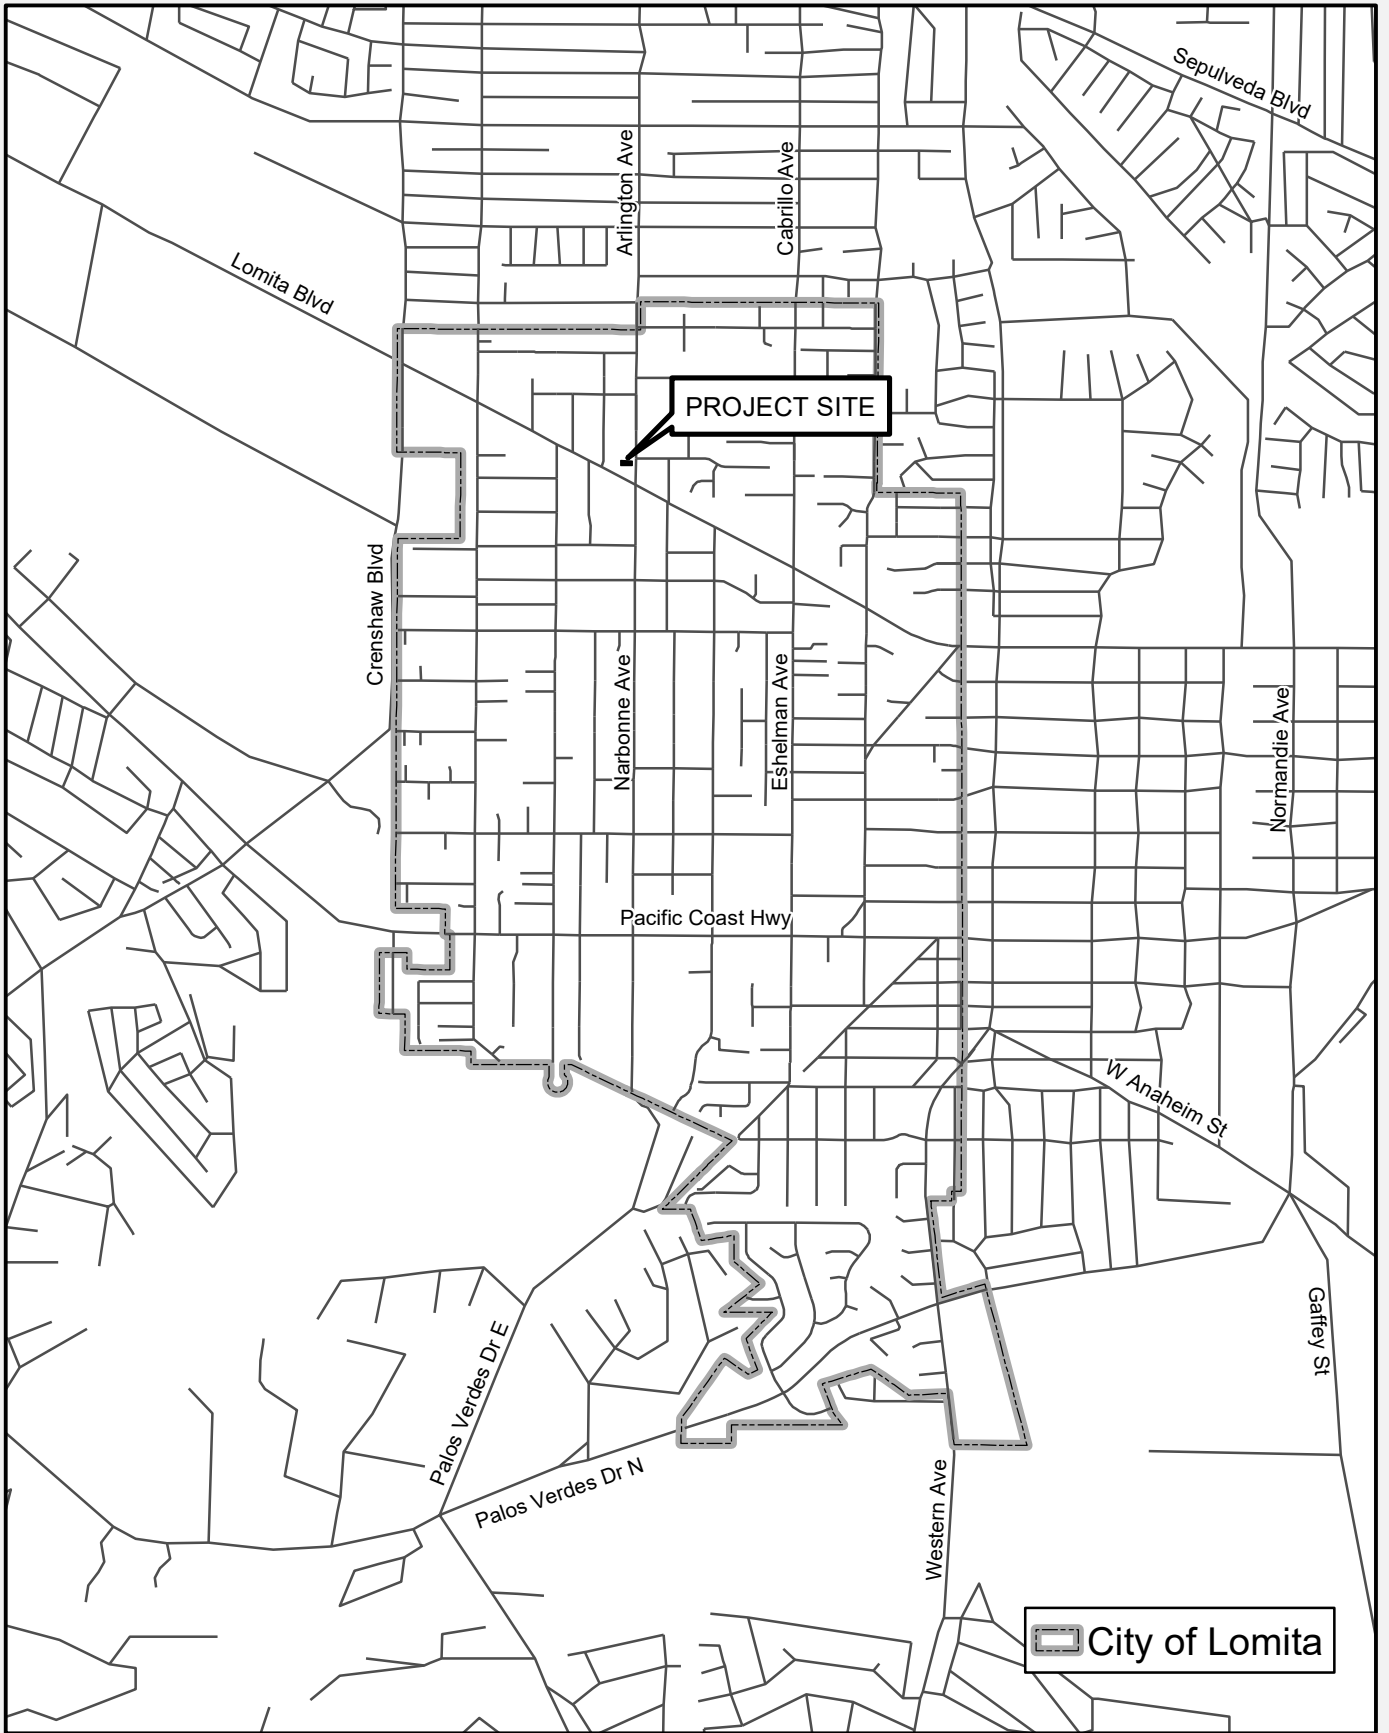 Sepulveda Blvd
Arlington Ave
Cabrillo Ave
Lomita Blvd
PROJECT SITE
Crenshaw Blvd
Narbonne Ave
Eshelman Ave
Normandie Ave
Pacific Coast Hwy
W Anaheim St
Gaffey St
Palos Verdes Dr E
Palos Verdes Dr N
Western Ave
City of Lomita